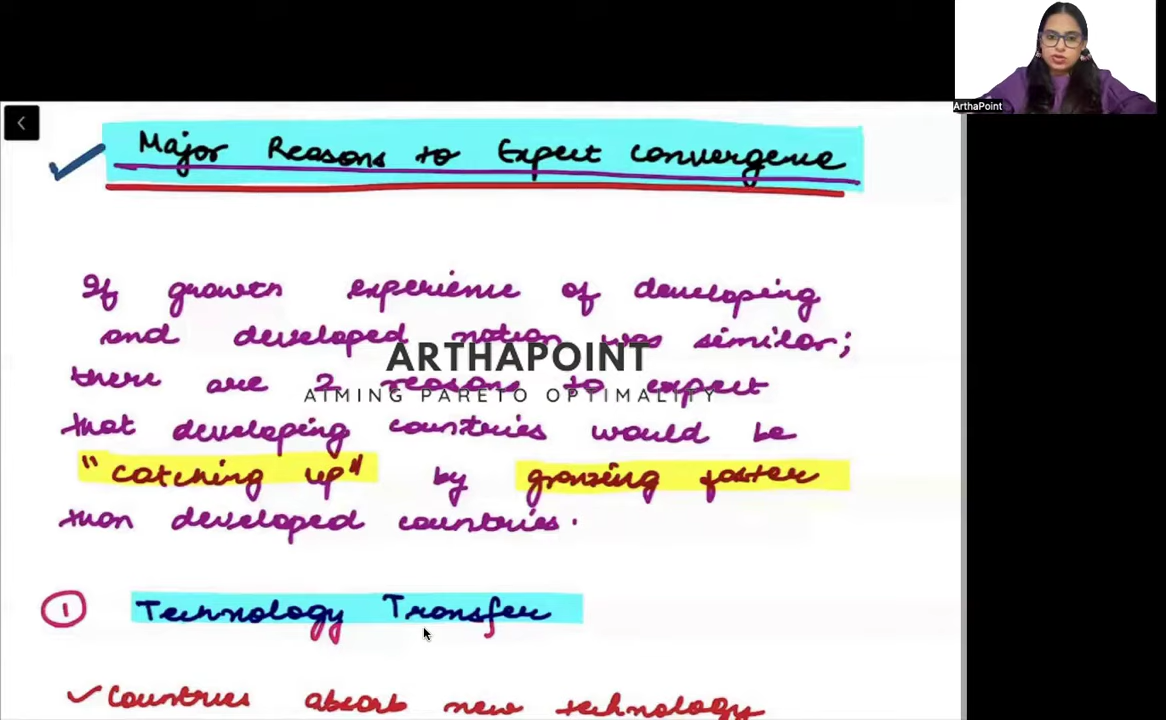 ArthaPoint
Major Reasons to Expect Convergence
If growth experience of developing
and developed nation was similar;
ARTHAPOINT
there are 2 reasons to expect
AIMING PARETO OPTIMALITY
that developing countries would be
"catching up" by growing faster
than developed countries.
1 Technology Transfer
✓ Countries absorb new technology